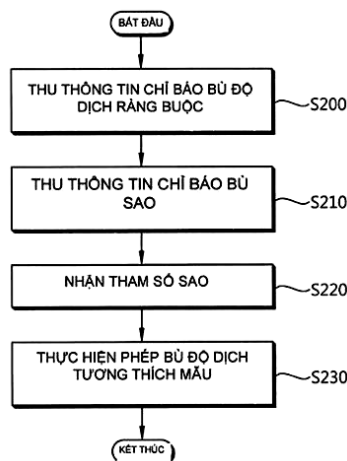 BẮT ĐẦU
THU THÔNG TIN CHỈ BÁO BÙ ĐỘ
DỊCH RÀNG BUỘC
S200
THU THÔNG TIN CHỈ BÁO BÙ
SAO
S210
NHẬN THAM SỐ SAO
S220
THỰC HIỆN PHÉP BÙ ĐỘ DỊCH
TƯƠNG THÍCH MẪU
S230
KẾT THÚC